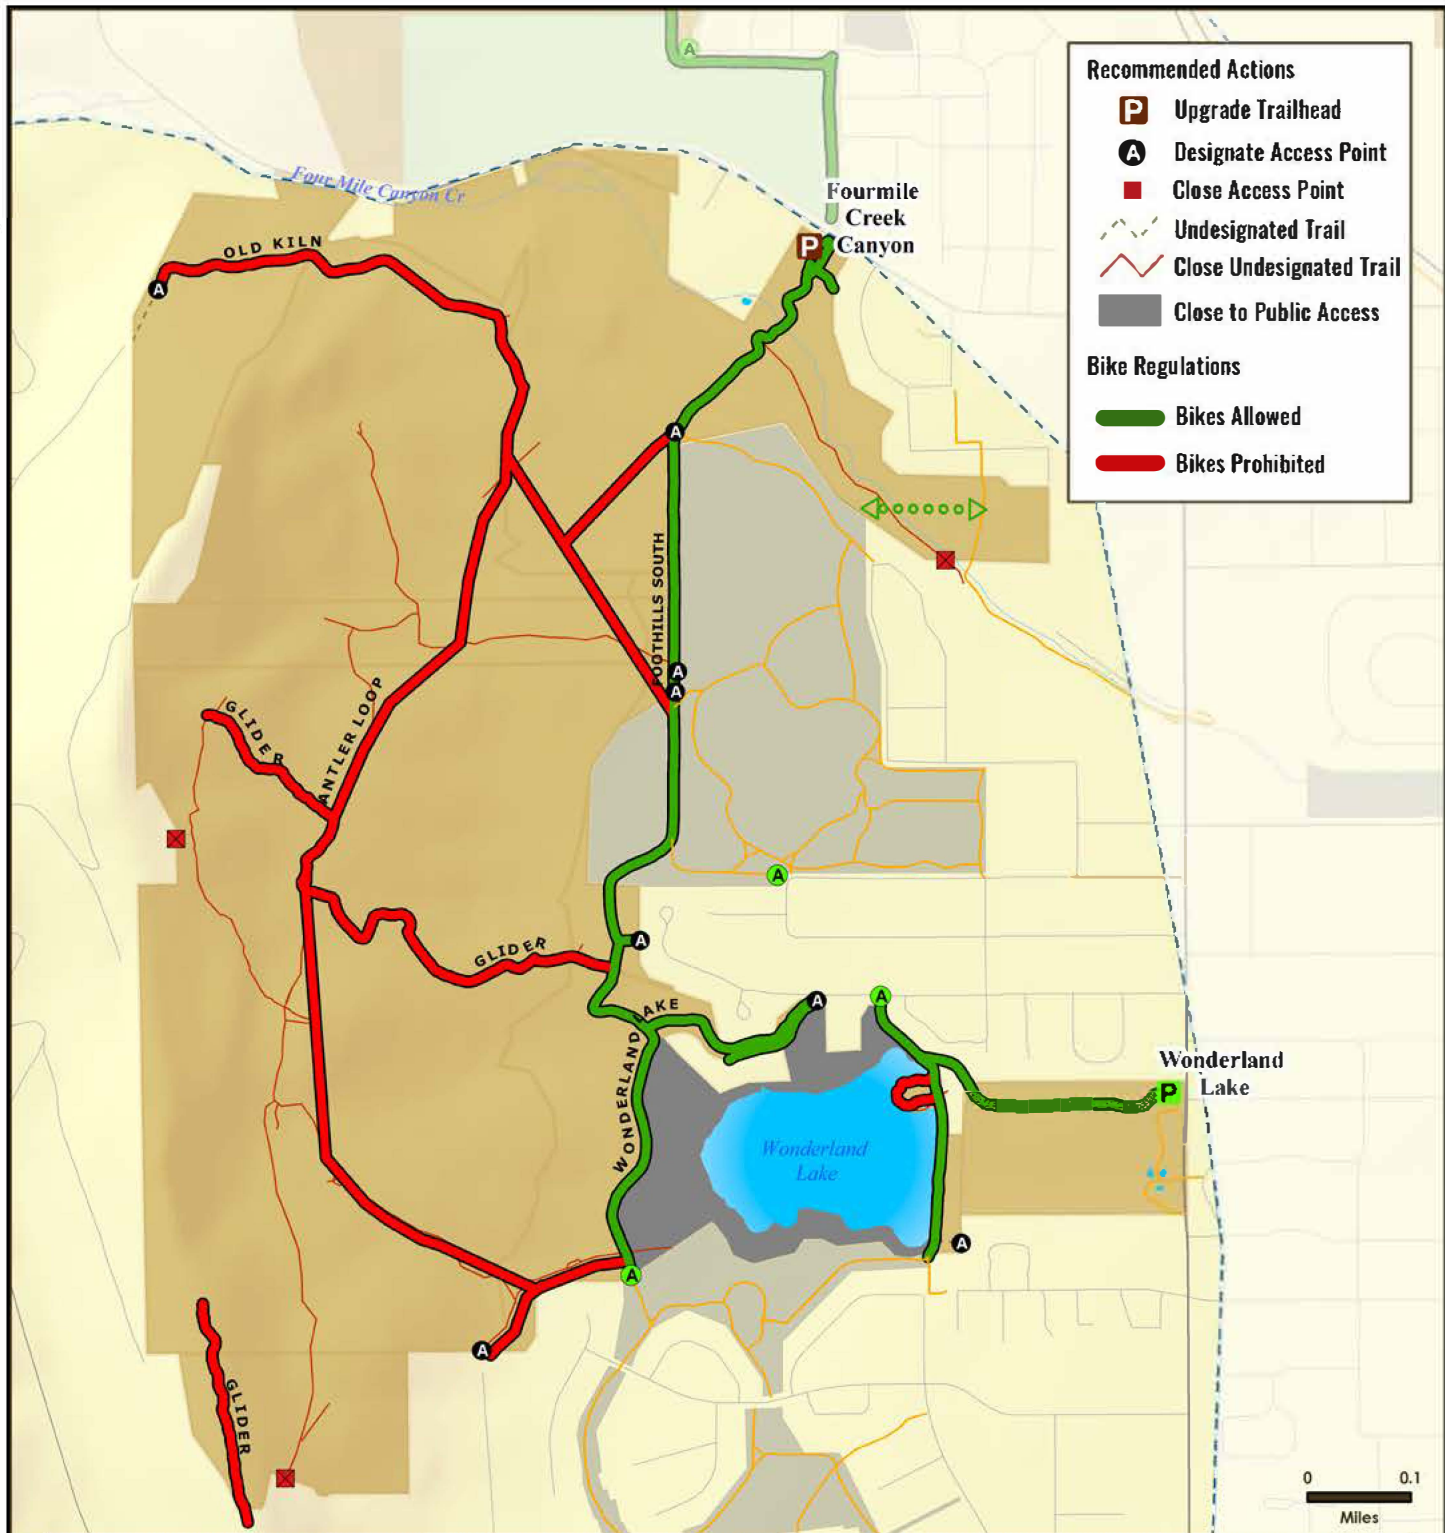 A
Recommended Actions
P Upgrade Trailhead
A Designate Access Point
Close Access Point
Undesignated Trail
Close Undesignated Trail
Close to Public Access
Bike Regulations
Bikes Allowed
Bikes Prohibited
Four Mile Canyon Cr
Fourmile
Creek
Canyon
P
OLD KILN
A
A
FOOTHILLS SOUTH
A
A
GLIDER
ANTLER LOOP
A
A
GLIDER
WONDERLAND LAKE
A
A
Wonderland
Lake
P
Wonderland
Lake
A
A
A
GLIDER
0 0.1
Miles